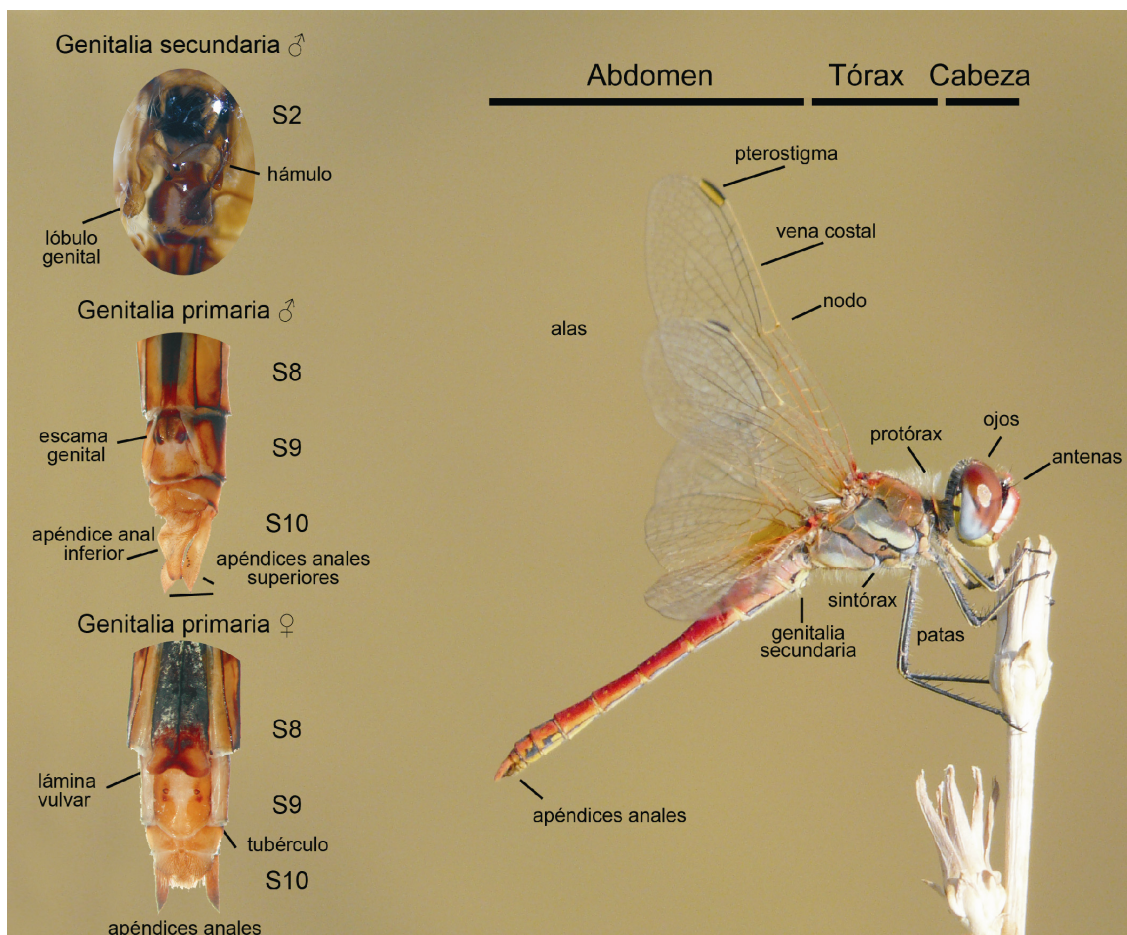 Genitalia secundaria ♂
S2
hámulo
lóbulo
genital
Genitalia primaria ♂
S8
escama
genital
S9
S10
apéndice anal
inferior
apéndices anales
superiores
Genitalia primaria ♀
S8
lámina
vulvar
S9
tubérculo
S10
apéndices anales
Abdomen
Tórax
Cabeza
pterostigma
vena costal
nodo
alas
protórax
ojos
antenas
sintórax
genitalia
secundaria
patas
apéndices anales